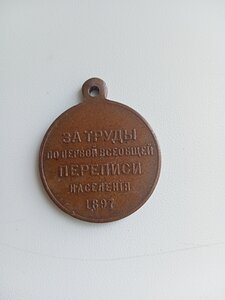 ЗА ТРУДЫ
ПО ПЕРВОЙ ВСЕОБЩЕЙ
ПЕРЕПИСИ
НАСЕЛЕНІЯ
1897